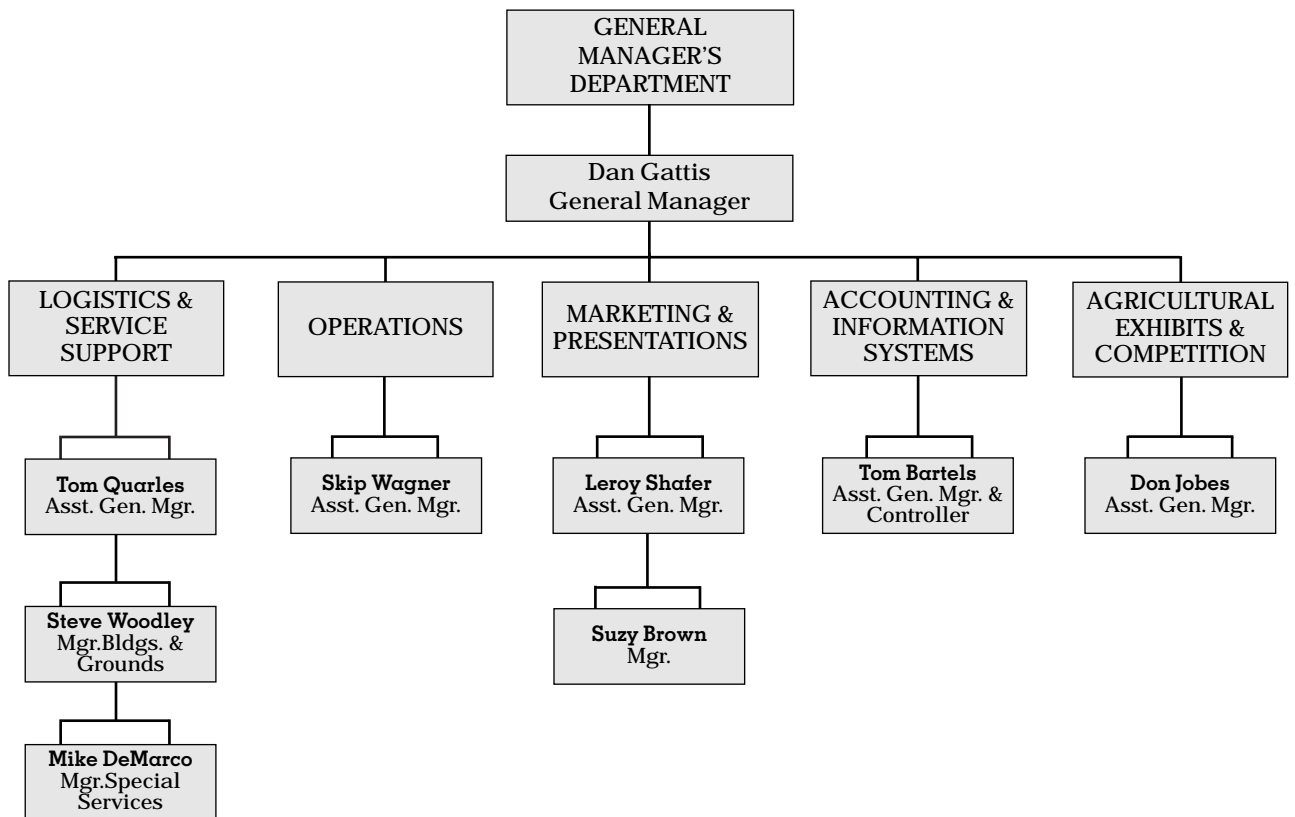 GENERAL
MANAGER’S
DEPARTMENT
Dan Gattis
General Manager
LOGISTICS &
SERVICE
SUPPORT
OPERATIONS
MARKETING &
PRESENTATIONS
ACCOUNTING &
INFORMATION
SYSTEMS
AGRICULTURAL
EXHIBITS &
COMPETITION
Tom Quarles
Asst. Gen. Mgr.
Skip Wagner
Asst. Gen. Mgr.
Leroy Shafer
Asst. Gen. Mgr.
Tom Bartels
Asst. Gen. Mgr. &
Controller
Don Jobes
Asst. Gen. Mgr.
Steve Woodley
Mgr.Bldgs. &
Grounds
Suzy Brown
Mgr.
Mike DeMarco
Mgr.Special
Services